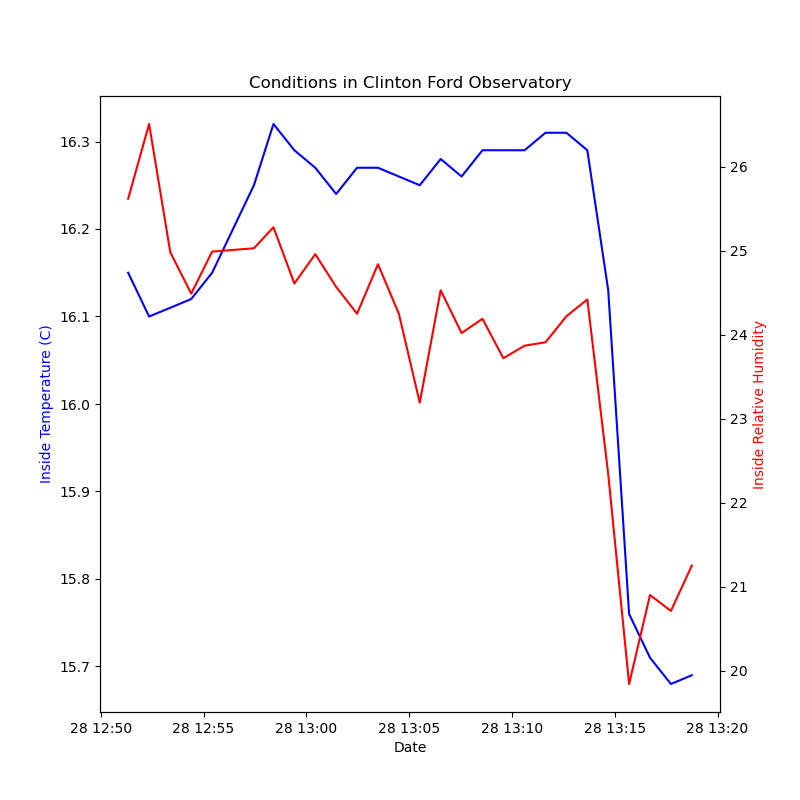 Conditions in Clinton Ford Observatory
16.3
16.2
16.1
16.0
15.9
15.8
15.7
Inside Temperature (C)
26
25
24
23
22
21
20
Inside Relative Humidity
28 12:50 28 12:55 28 13:00 28 13:05 28 13:10 28 13:15 28 13:20
Date